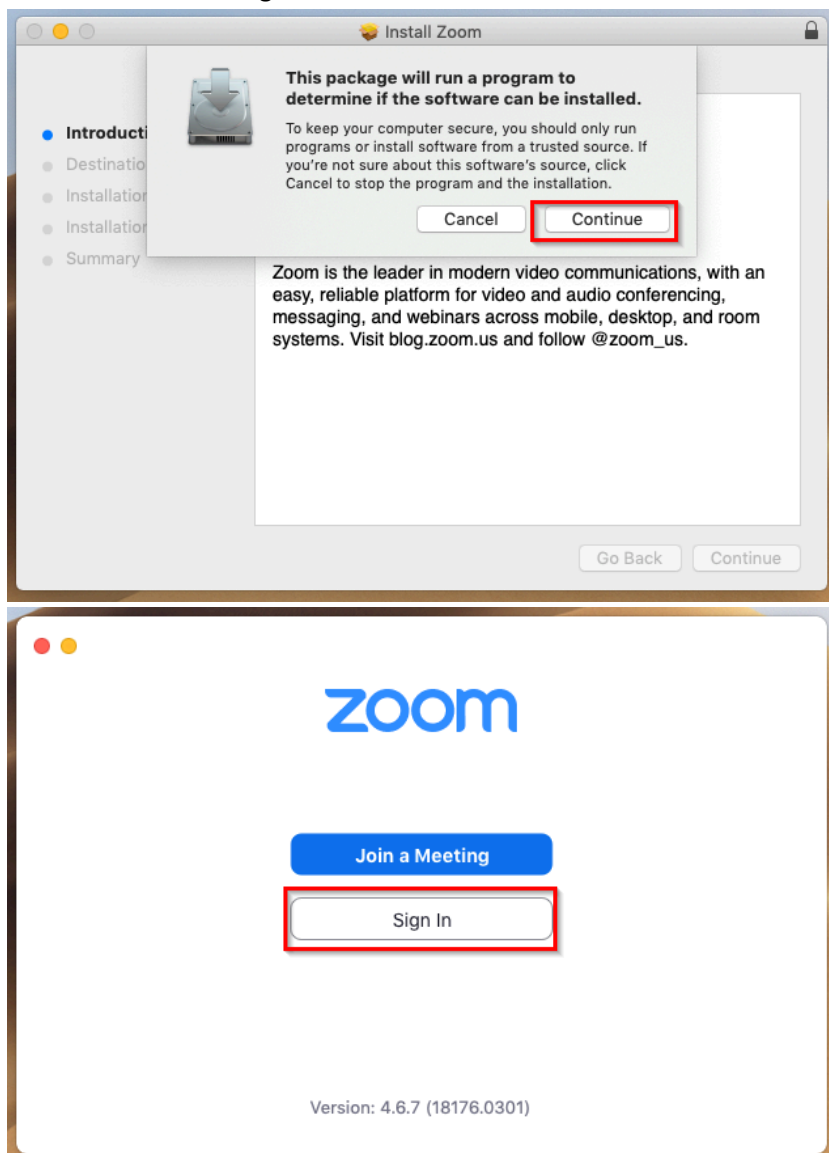 Install Zoom
This package will run a program to
determine if the software can be installed.
To keep your computer secure, you should only run
programs or install software from a trusted source. If
you're not sure about this software's source, click
Cancel to stop the program and the installation.
Cancel
Continue
Introducti
Destinatio
Installation
Installation
Summary
Zoom is the leader in modern video communications, with an
easy, reliable platform for video and audio conferencing,
messaging, and webinars across mobile, desktop, and room
systems. Visit blog.zoom.us and follow @zoom_us.
Go Back
Continue
zoom
Join a Meeting
Sign In
Version: 4.6.7 (18176.0301)